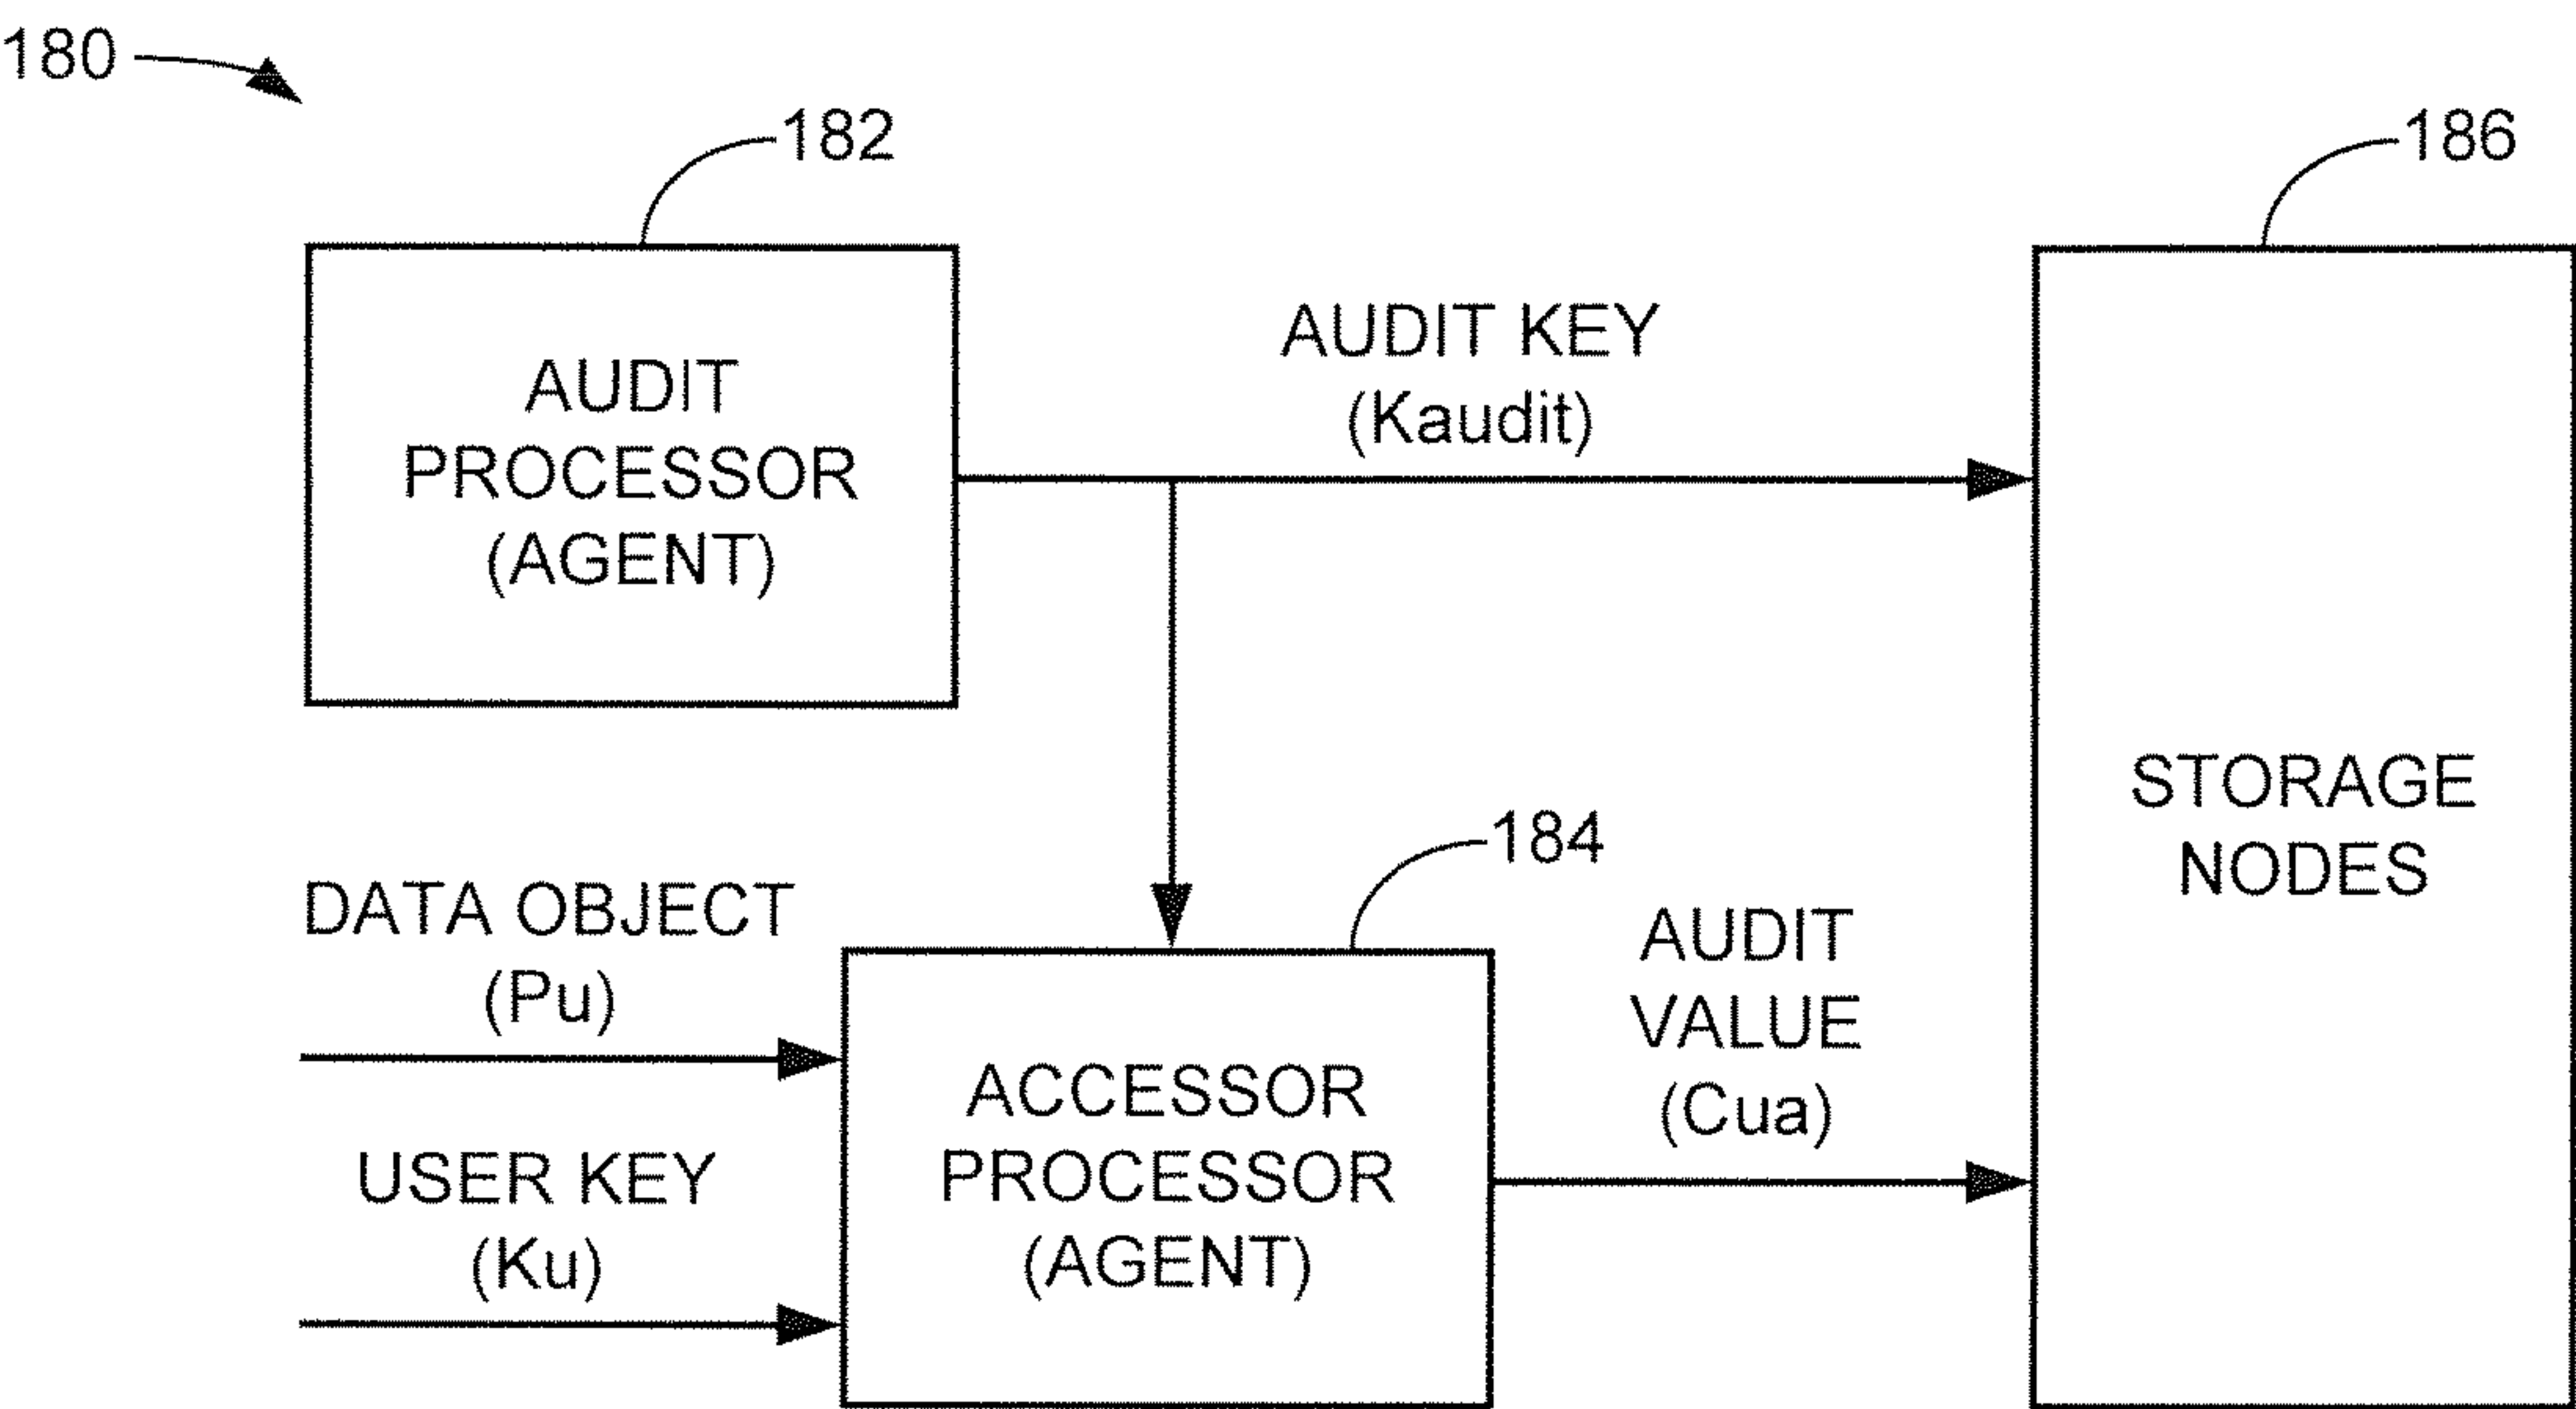 180
182
186
AUDIT
PROCESSOR
(AGENT)
AUDIT KEY
(Kaudit)
STORAGE
NODES
184
DATA OBJECT
(Pu)
USER KEY
(Ku)
ACCESSOR
PROCESSOR
(AGENT)
AUDIT
VALUE
(Cua)